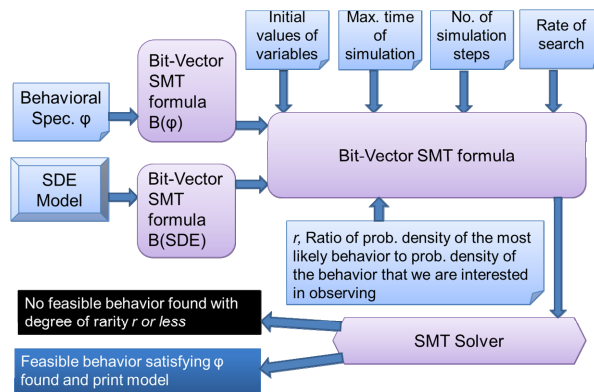 Initial
values of
variables
Max. time
of
simulation
No. of
simulation
steps
Rate of
search
Behavioral
Spec. φ
Bit-Vector
SMT
formula
B(φ)
SDE
Model
Bit-Vector
SMT
formula
B(SDE)
Bit-Vector SMT formula
r, Ratio of prob. density of the most
likely behavior to prob. density of
the behavior that we are interested
in observing
No feasible behavior found with
degree of rarity r or less
SMT Solver
Feasible behavior satisfying φ
found and print model